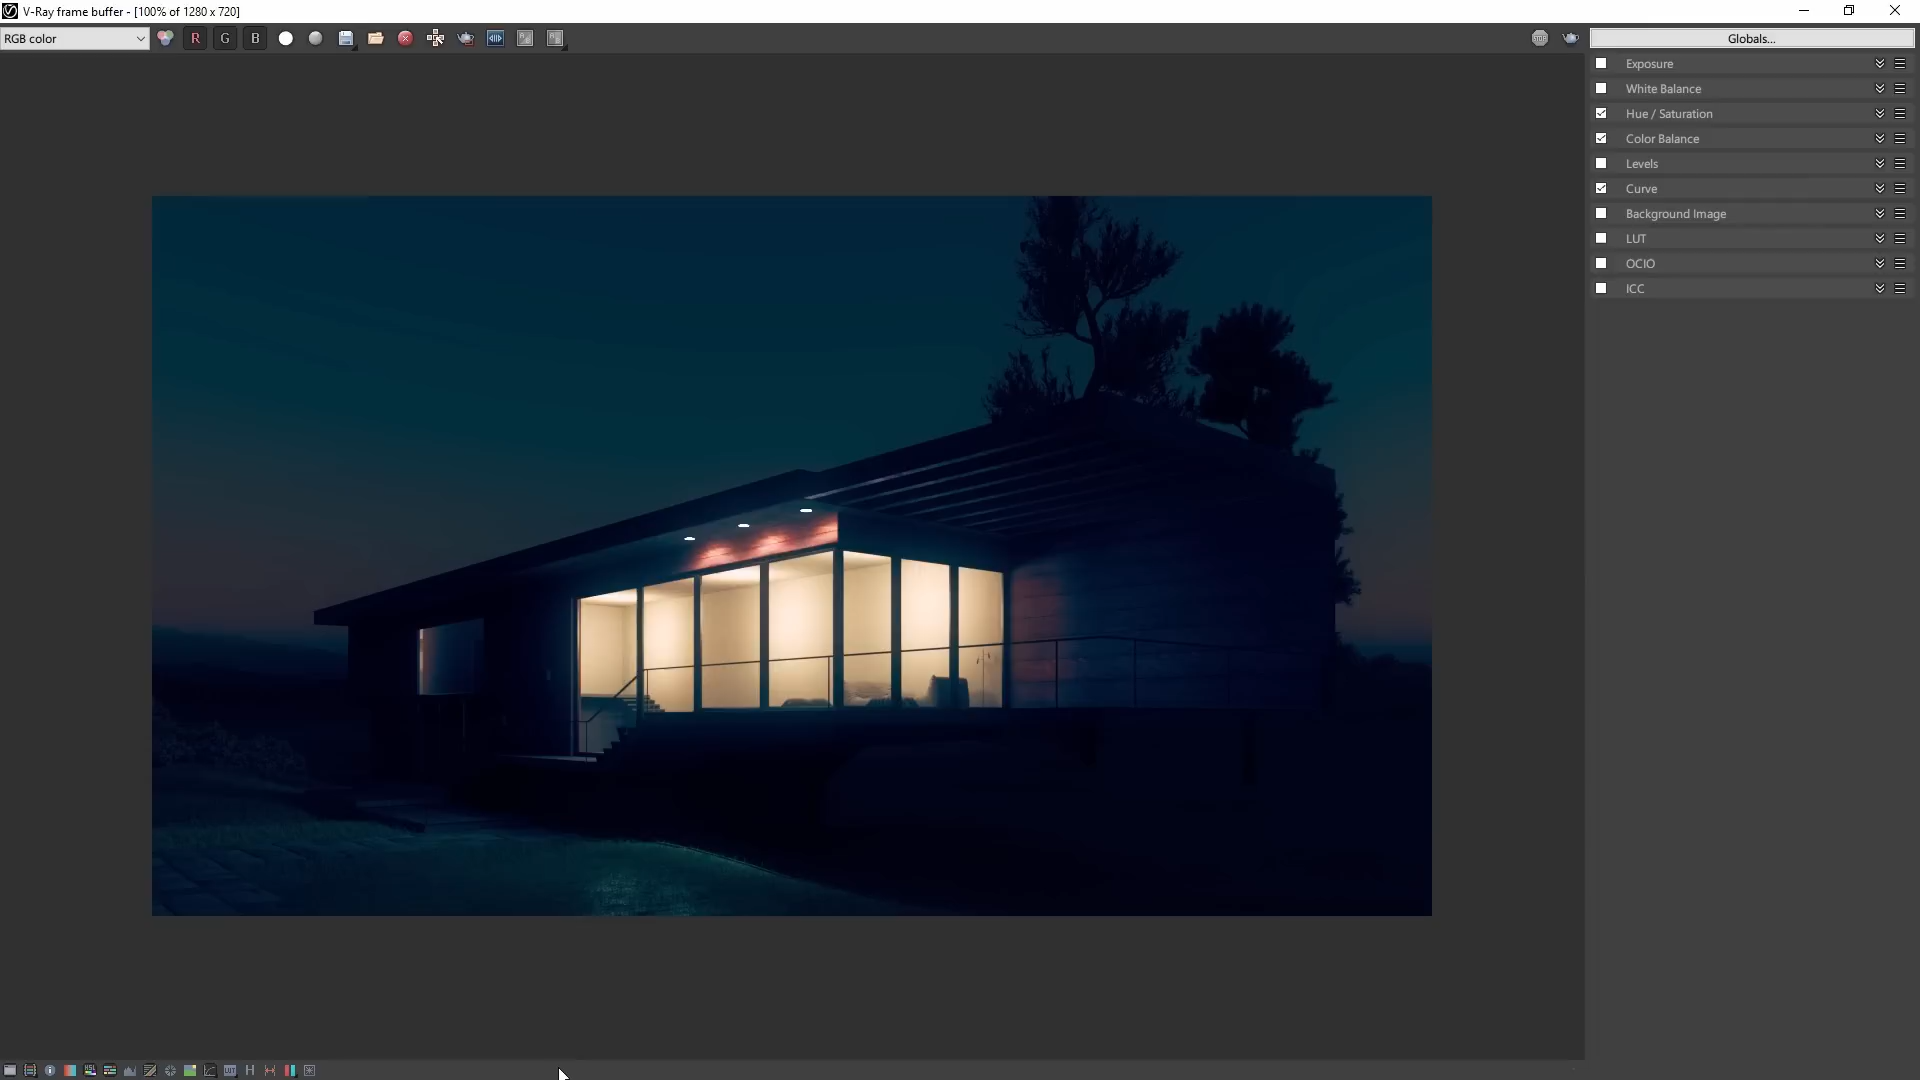 V-Ray frame buffer - [100% of 1280 x 720]
RGB color
R
G
B
Globals...
Exposure
White Balance
Hue / Saturation
Color Balance
Levels
Curve
Background Image
LUT
OCIO
ICC
H